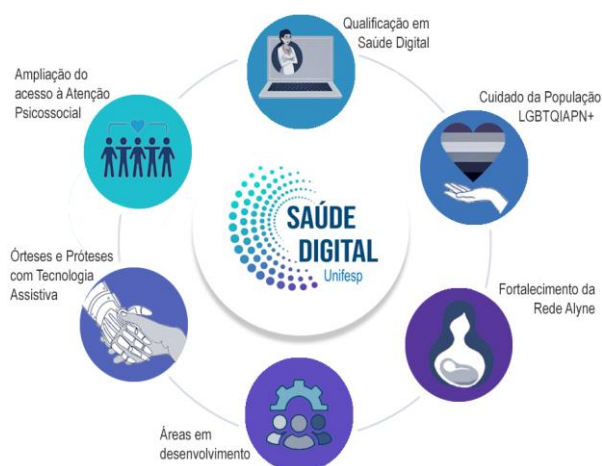 Qualificação em
Saúde Digital
Ampliação do
acesso à Atenção
Psicossocial
Cuidado da População
LGBTQIAPN+
SAÚDE
DIGITAL
Unifesp
Órteses e Próteses
com Tecnologia
Assistiva
Fortalecimento da
Rede Alyne
Áreas em
desenvolvimento